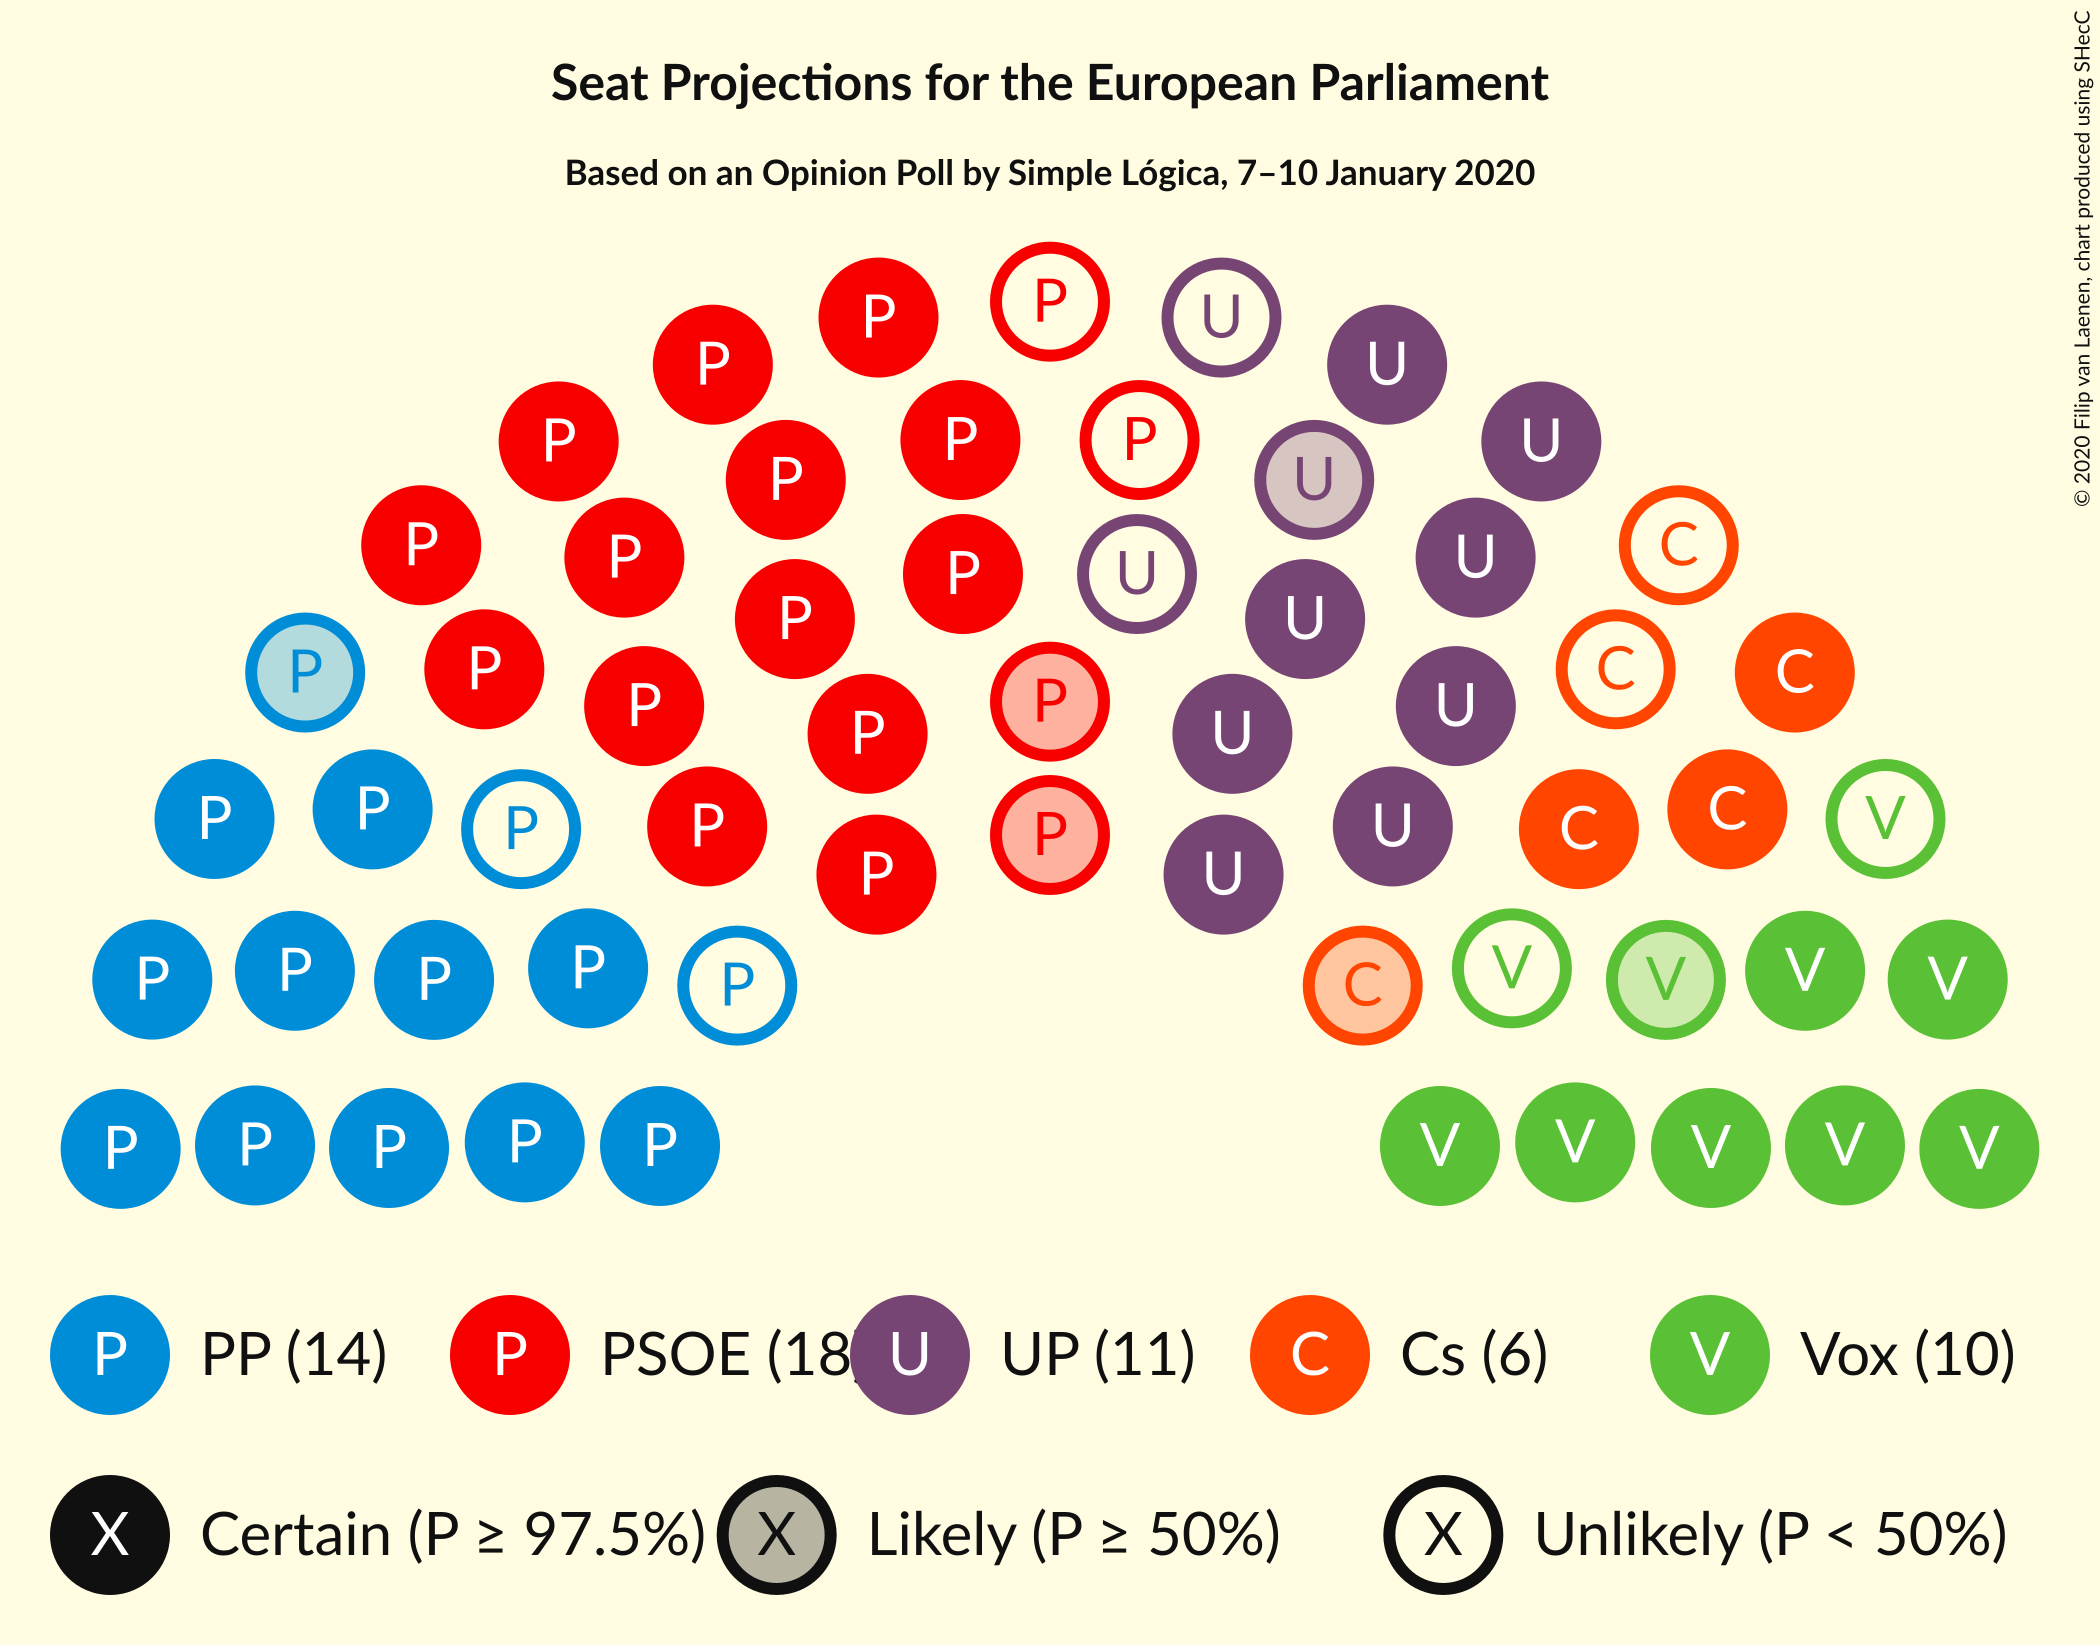 Seat Projections for the European Parliament
Based on an Opinion Poll by Simple Lógica, 7–10 January 2020
© 2020 Filip van Laenen, chart produced using SHecC
P P U
P U
P P P U
P U
P P P U U C
P U
P P C C
P P U
P U
P P P P P U C C V
P U
P P P P P C V V V V
P P P P P V V V V V
P PP (14) P PSOE (18 U UP (11) C Cs (6) V Vox (10)
X Certain (P ≥ 97.5%) X Likely (P ≥ 50%) X Unlikely (P < 50%)